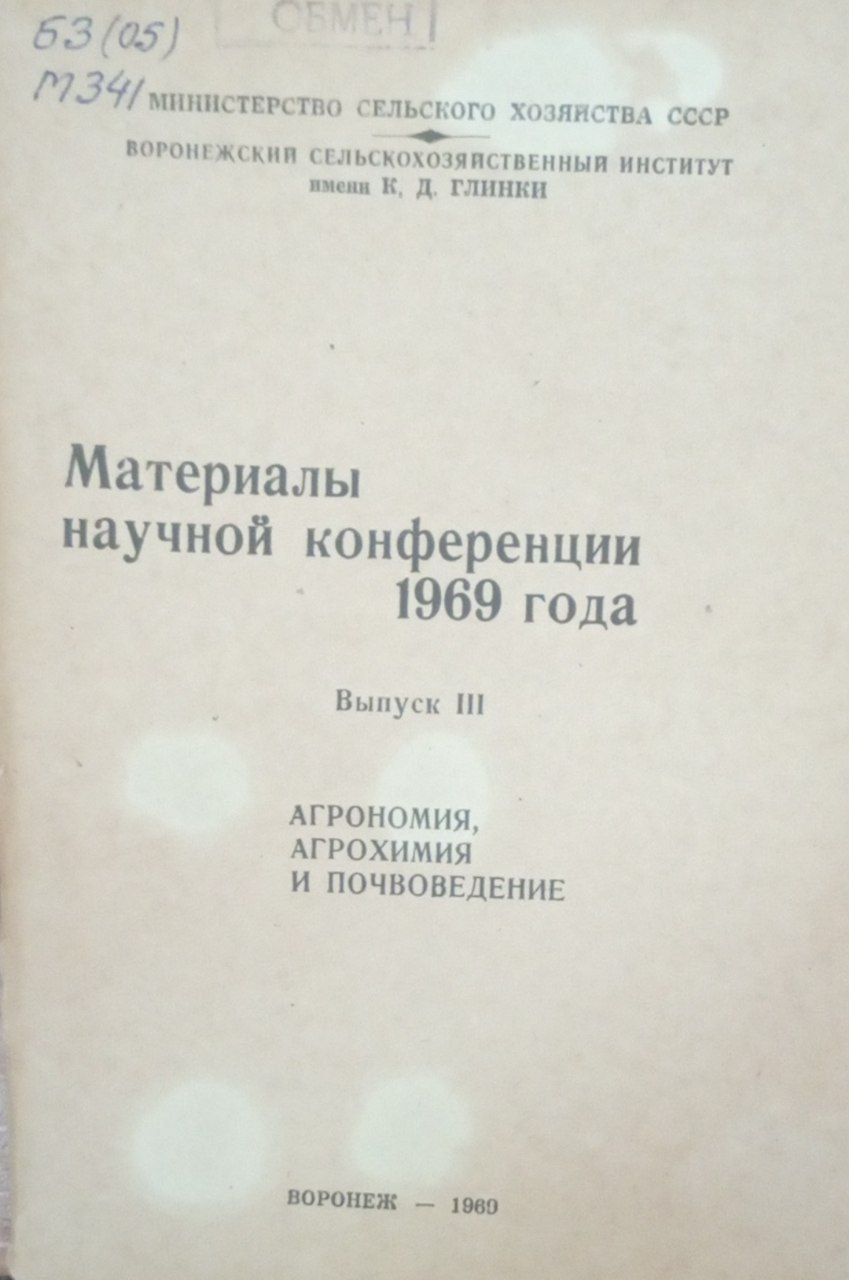 ОБМЕН
63(05)
М341
МИНИСТЕРСТВО СЕЛЬСКОГО ХОЗЯЙСТВА СССР
ВОРОНЕЖСКИЙ СЕЛЬСКОХОЗЯЙСТВЕННЫЙ ИНСТИТУТ
имени К. Д. ГЛИНКИ
Материалы
научной конференции
1969 года
Выпуск III
АГРОНОМИЯ,
АГРОХИМИЯ
И ПОЧВОВЕДЕНИЕ
ВОРОНЕЖ — 1969